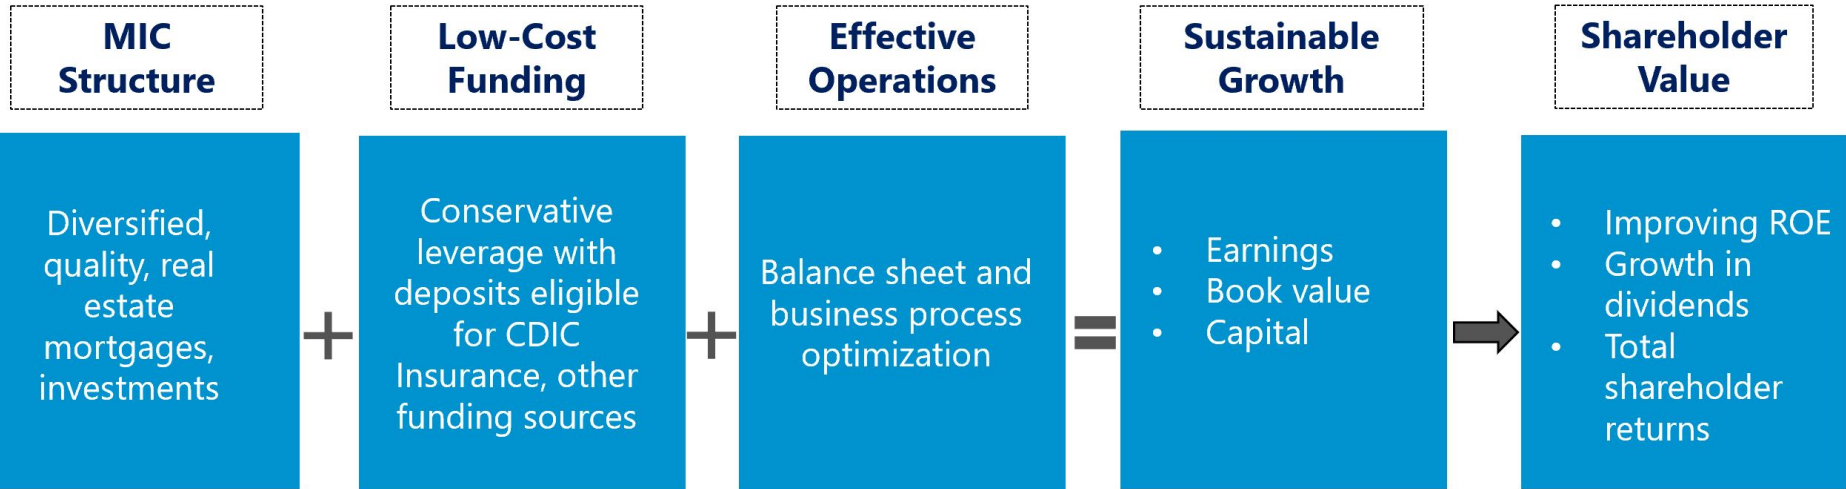 MIC
Structure
Low-Cost
Funding
Effective
Operations
Sustainable
Growth
Shareholder
Value
Diversified,
quality, real
estate
mortgages,
investments
+
Conservative
leverage with
deposits eligible
for CDIC
Insurance, other
funding sources
+
Balance sheet and
business process
optimization
=
• Earnings
• Book value
• Capital
• Improving ROE
• Growth in
dividends
• Total
shareholder
returns